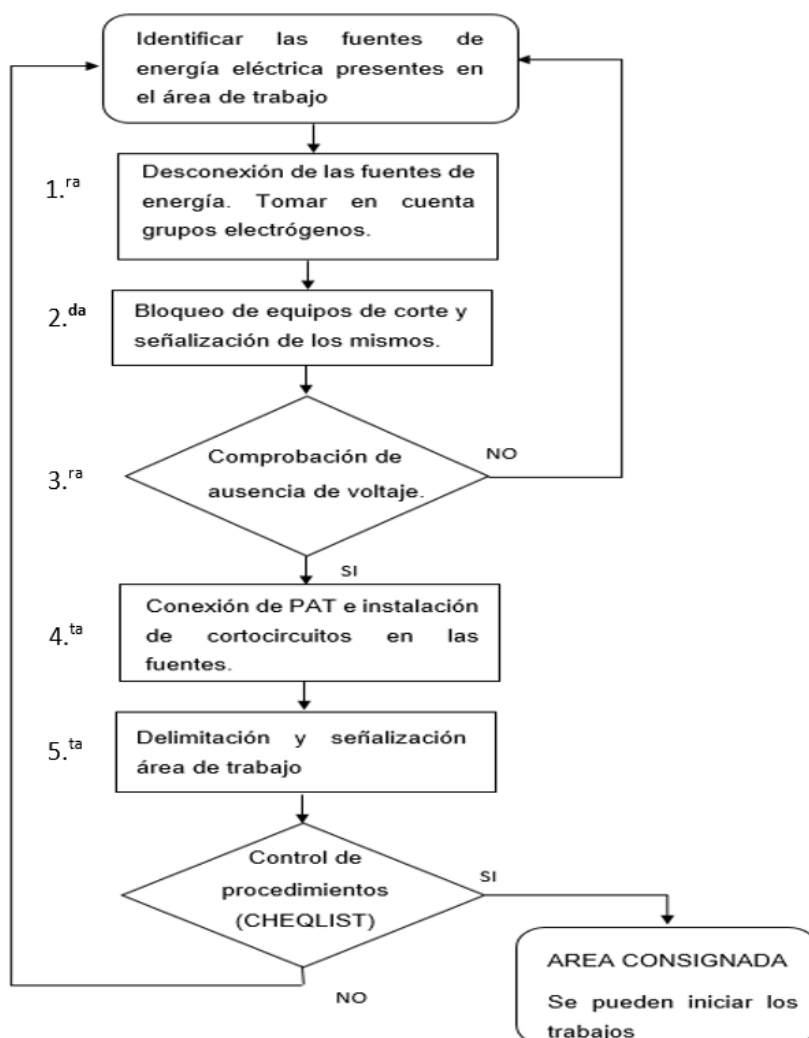 Identificar las fuentes de
energía eléctrica presentes en
el área de trabajo
1.ra
Desconexión de las fuentes de
energía. Tomar en cuenta
grupos electrógenos.
2.da
Bloqueo de equipos de corte y
señalización de los mismos.
3.ra
Comprobación de
ausencia de voltaje.
NO
SI
4.ta
Conexión de PAT e instalación
de cortocircuitos en las
fuentes.
5.ta
Delimitación y señalización
área de trabajo
Control de
procedimientos
(CHEQLIST)
SI
NO
AREA CONSIGNADA
Se pueden iniciar los
trabajos